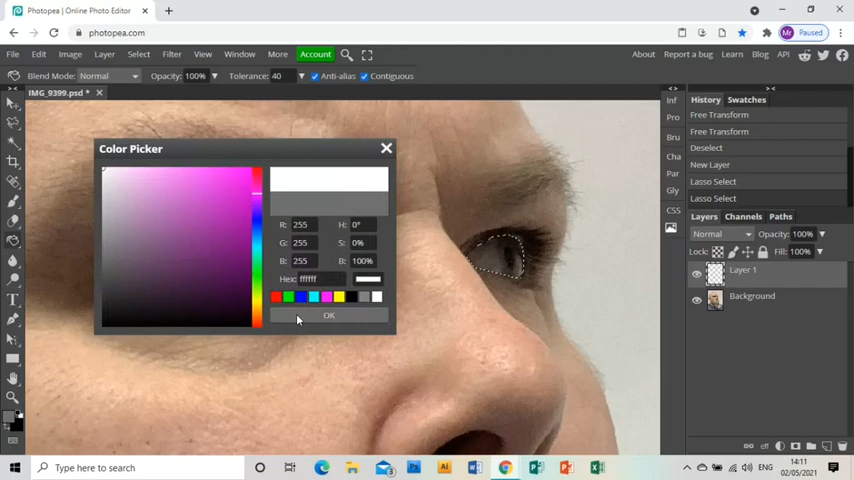 Photopea | Online Photo Editor
photopea.com
Mr
Paused
File Edit Image Layer Select Filter View Window More Account
About Report a bug Learn Blog API
Blend Mode: Normal Opacity: 100% Tolerance: 40 Anti-alias Contiguous
IMG_9399.psd *
Color Picker
R: 255 H: 0°
G: 255 S: 0%
B: 255 B: 100%
Hex: ffffff
OK
Inf
Pro
Bru
Cha
Par
Gly
CSS
History Swatches
Free Transform
Free Transform
Deselect
New Layer
Lasso Select
Lasso Select
Layers Channels Paths
Normal Opacity: 100%
Lock: Fill: 100%
Layer 1
Background
Type here to search
3
ENG
14:11
02/05/2021